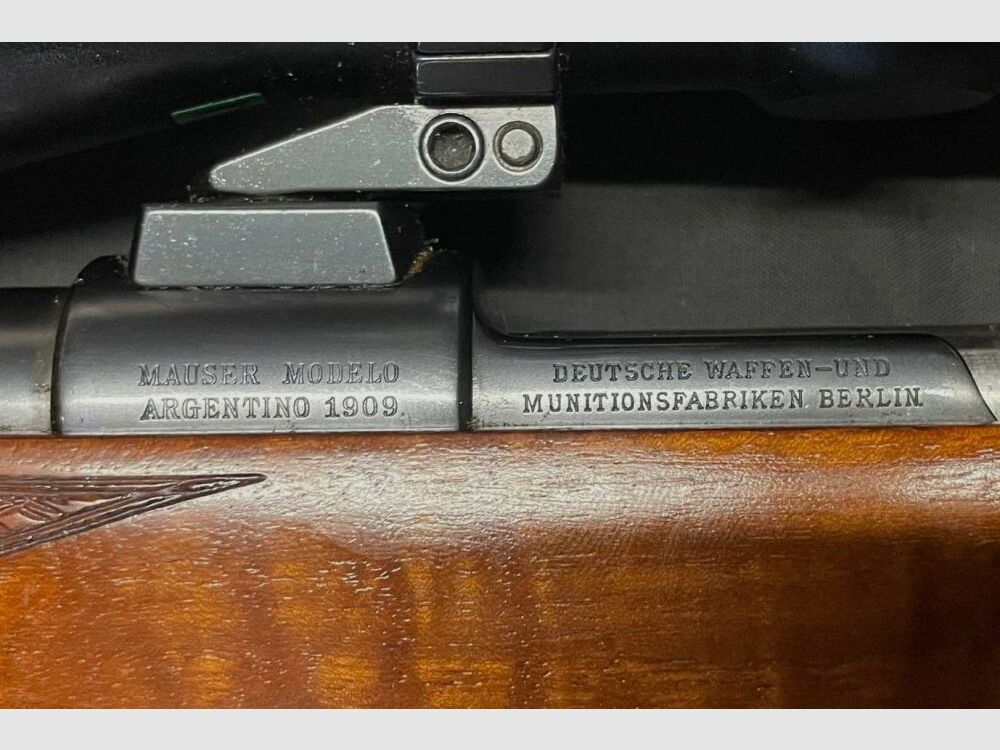 MAUSER MODELO
ARGENTINO 1909.
DEUTSCHE WAFFEN-UND
MUNITIONSFABRIKEN BERLIN.